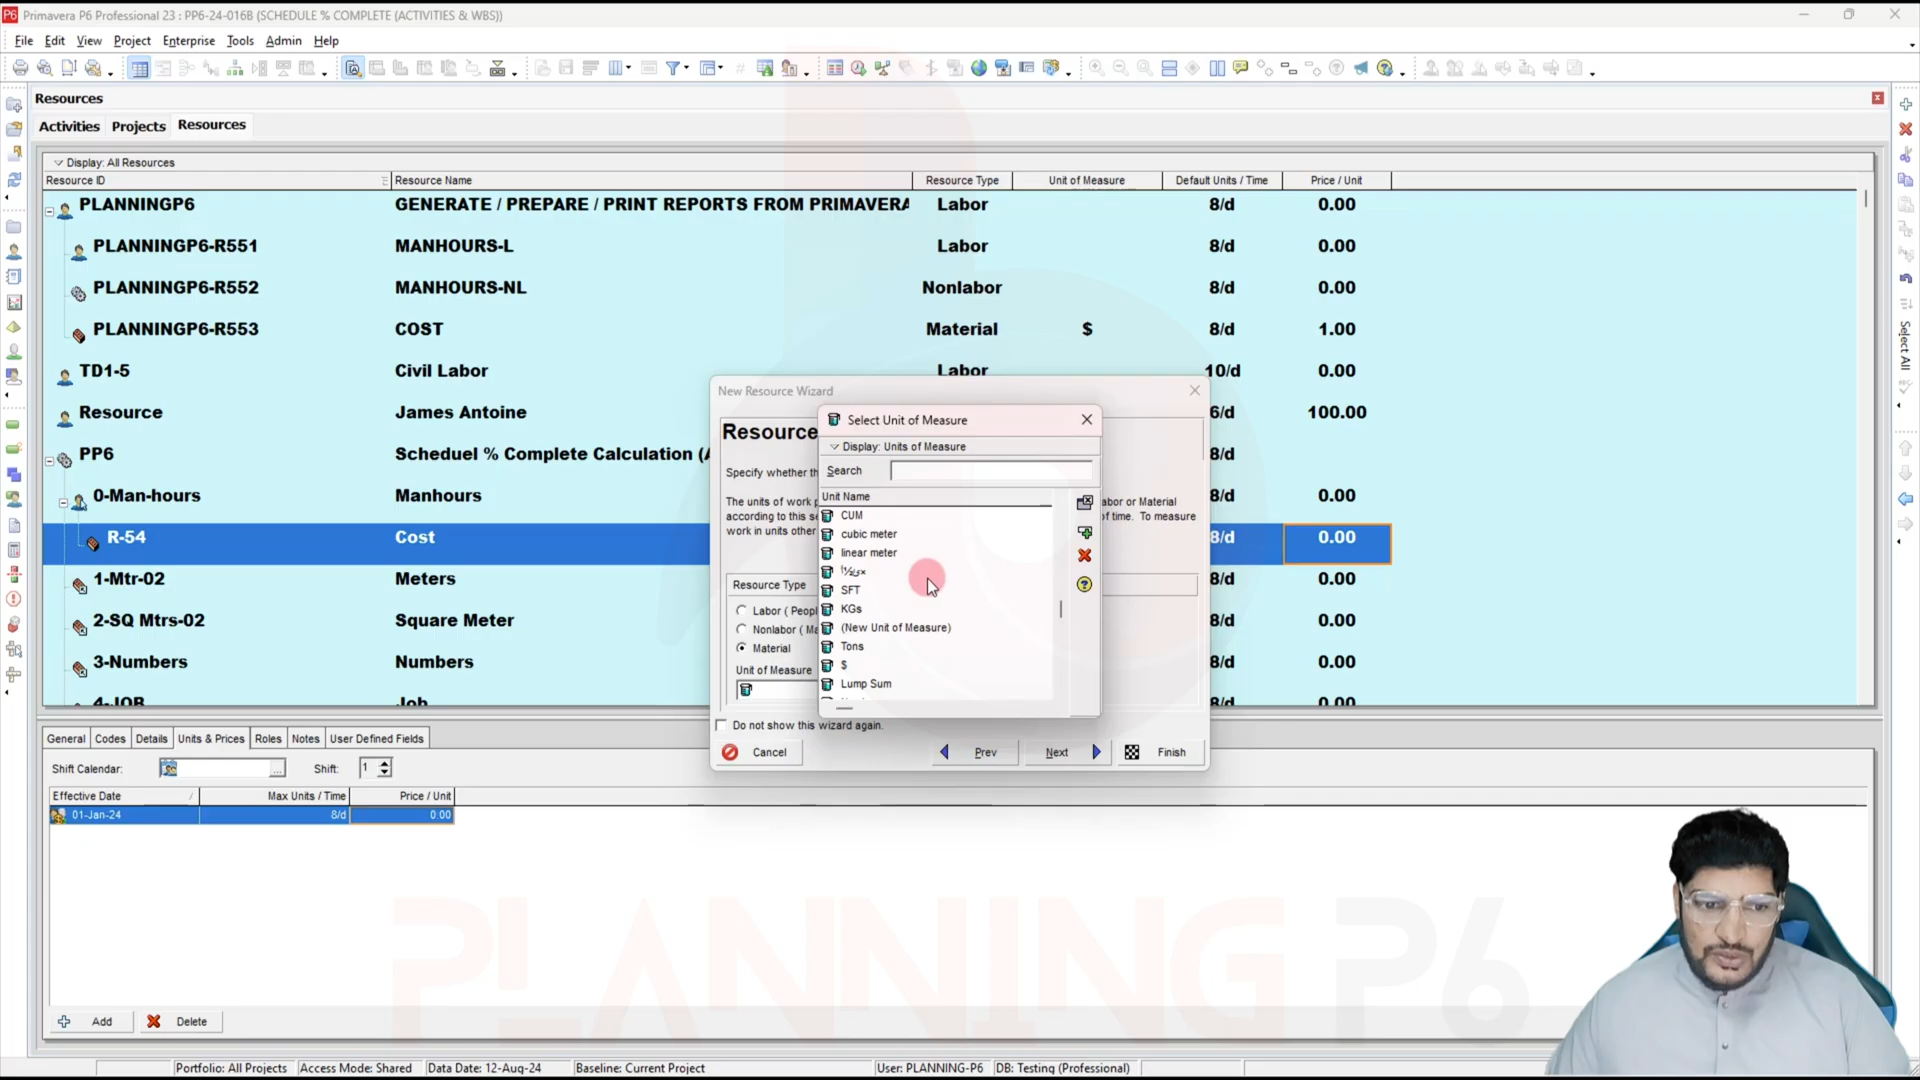 Primavera P6 Professional 23 : PP6-24-016B (SCHEDULE % COMPLETE (ACTIVITIES & WBS))
File Edit View Project Enterprise Tools Admin Help
Resources
Activities Projects Resources
Display: All Resources
Resource ID Resource Name Resource Type Unit of Measure Default Units / Time Price / Unit
PLANNINGP6 GENERATE / PREPARE / PRINT REPORTS FROM PRIMAVERA Labor 8/d 0.00
PLANNINGP6-R551 MANHOURS-L Labor 8/d 0.00
PLANNINGP6-R552 MANHOURS-NL Nonlabor 8/d 0.00
PLANNINGP6-R553 COST Material $ 8/d 1.00
TD1-5 Civil Labor Labor 10/d 0.00
Resource James Antoine 6/d 100.00
PP6 Scheduel % Complete Calculation (A 8/d
0-Man-hours Manhours 8/d 0.00
R-54 Cost 8/d 0.00
1-Mtr-02 Meters 8/d 0.00
2-SQ Mtrs-02 Square Meter 8/d 0.00
3-Numbers Numbers 8/d 0.00
4-JOB Job 8/d 0.00
Select All
New Resource Wizard
Resource
Specify whether th
The units of work p abor or Material
according to this se of time. To measure
work in units other
Resource Type
Labor ( Peopl
Nonlabor ( Ma
Material
Unit of Measure
Do not show this wizard again.
Cancel Prev Next Finish
Select Unit of Measure
Display: Units of Measure
Search
Unit Name
CUM
cubic meter
linear meter
SFT
KGs
(New Unit of Measure)
Tons
$
Lump Sum
General Codes Details Units & Prices Roles Notes User Defined Fields
Shift Calendar: ... Shift: 1
Effective Date Max Units / Time Price / Unit
01-Jan-24 8/d 0.00
PLANNING P6
Add Delete
Portfolio: All Projects Access Mode: Shared Data Date: 12-Aug-24 Baseline: Current Project User: PLANNING-P6 DB: Testing (Professional)